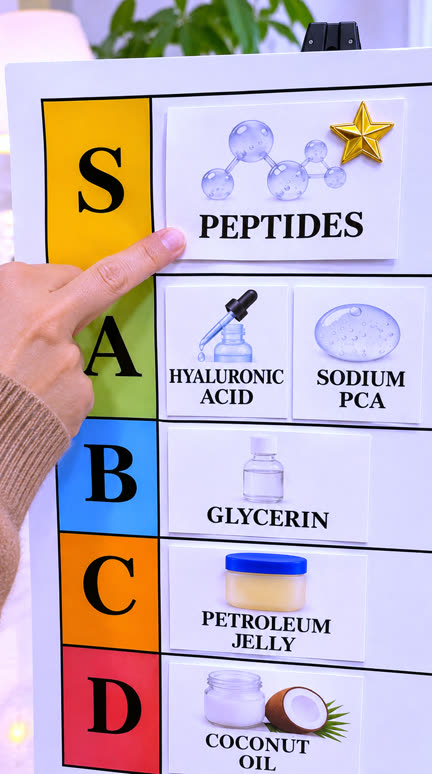 S
PEPTIDES
A
HYALURONIC
ACID
SODIUM
PCA
B
GLYCERIN
C
PETROLEUM
JELLY
D
COCONUT
OIL